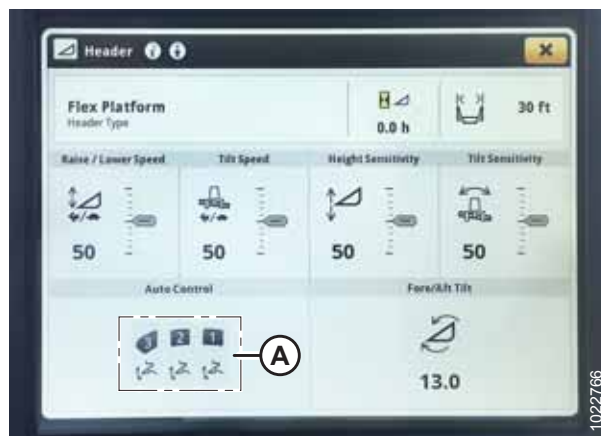 Header
Flex Platform
Header Type
0.0 h
30 ft
Raise / Lower Speed
Tilt Speed
Height Sensitivity
Tilt Sensitivity
50
50
50
50
Auto Control
Fore/Aft Tilt
3 2 1
A
13.0
1022766